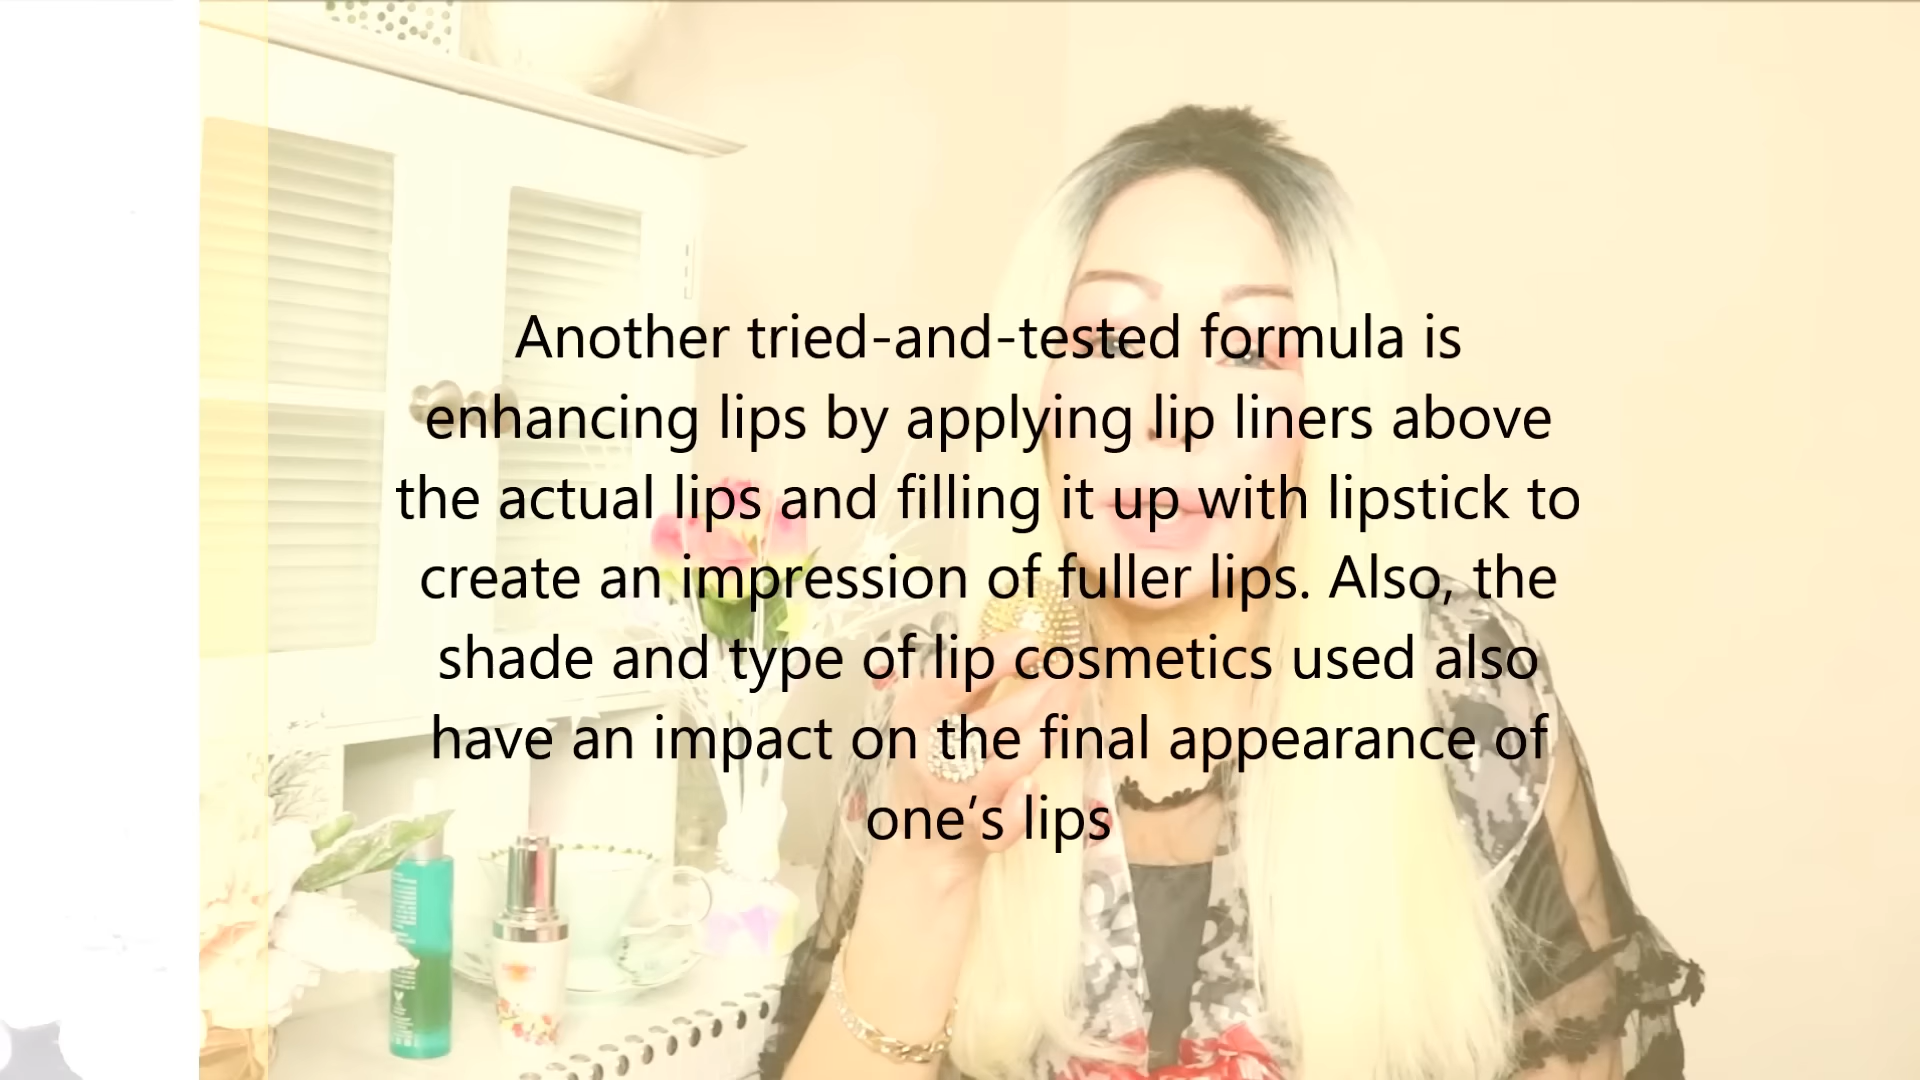 Another tried-and-tested formula is
enhancing lips by applying lip liners above
the actual lips and filling it up with lipstick to
create an impression of fuller lips. Also, the
shade and type of lip cosmetics used also
have an impact on the final appearance of
one’s lips